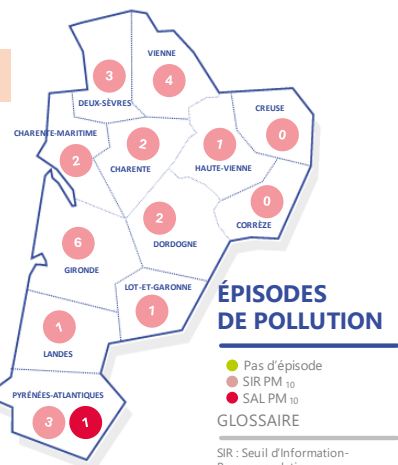 VIENNE
3
4
DEUX-SÈVRES
CREUSE
CHARENTE-MARITIME
2
1
0
2
CHARENTE
HAUTE-VIENNE
0
2
CORRÈZE
6
DORDOGNE
GIRONDE
LOT-ET-GARONNE
1
1
LANDES
PYRÉNÉES-ATLANTIQUES
3
1
ÉPISODES
DE POLLUTION
Pas d'épisode
SIR PM 10
SAL PM 10
GLOSSAIRE
SIR : Seuil d'Information-